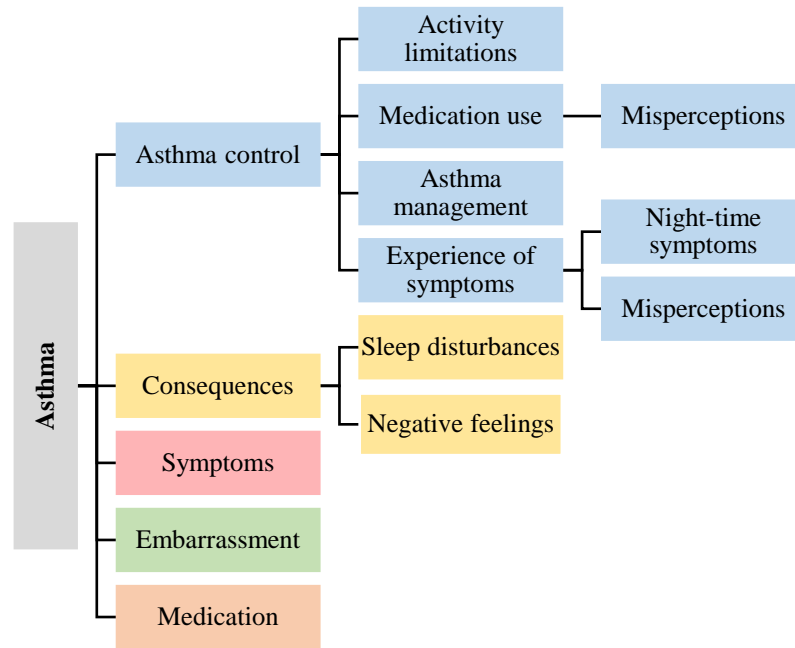 Asthma
Asthma control
Activity
limitations
Medication use
Misperceptions
Asthma
management
Experience of
symptoms
Night-time
symptoms
Misperceptions
Consequences
Sleep disturbances
Negative feelings
Symptoms
Embarrassment
Medication